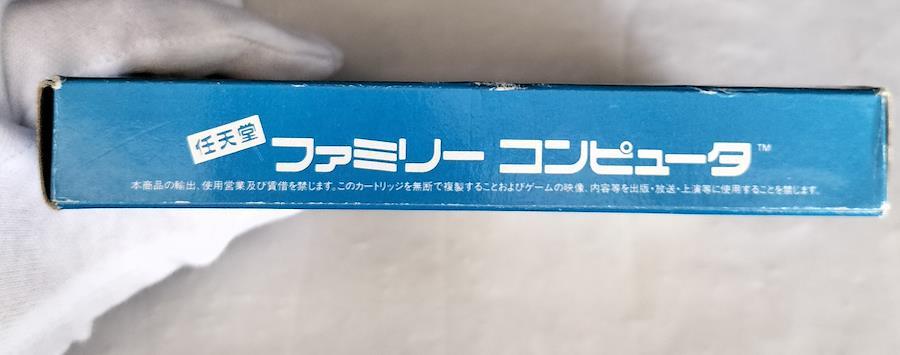 任天堂
ファミリー コンピュータ™
本商品の輸出、使用営業及び賃借を禁じます。このカートリッジを無断で複製することおよびゲームの映像、内容等を出版・放送・上演等に使用することを禁じます。